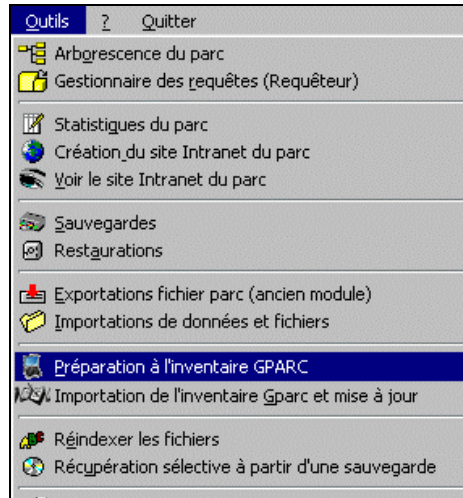 Outils ? Quitter
Arborescence du parc
Gestionnaire des requêtes (Requêteur)
Statistiques du parc
Création du site Intranet du parc
Voir le site Intranet du parc
Sauvegardes
Restaurations
Exportations fichier parc (ancien module)
Importations de données et fichiers
Préparation à l'inventaire GPARC
Importation de l'inventaire Gparc et mise à jour
Réindexer les fichiers
Récupération sélective à partir d'une sauvegarde